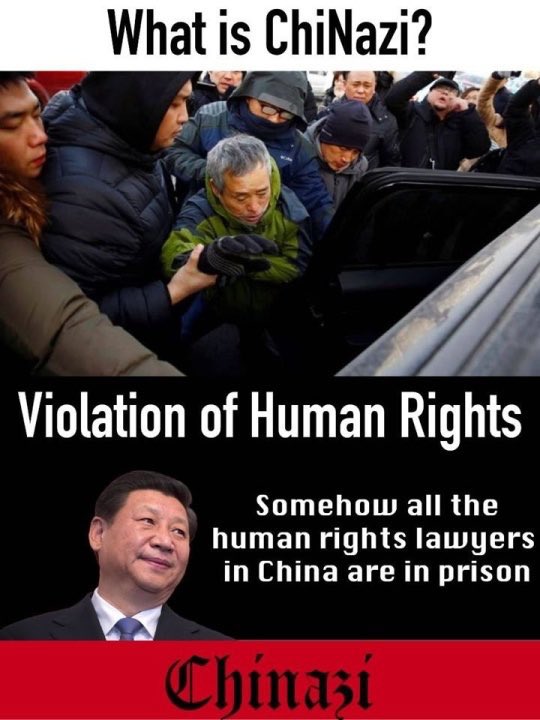 What is ChiNazi?
Violation of Human Rights
Somehow all the
human rights lawyers
in China are in prison
Chinazi